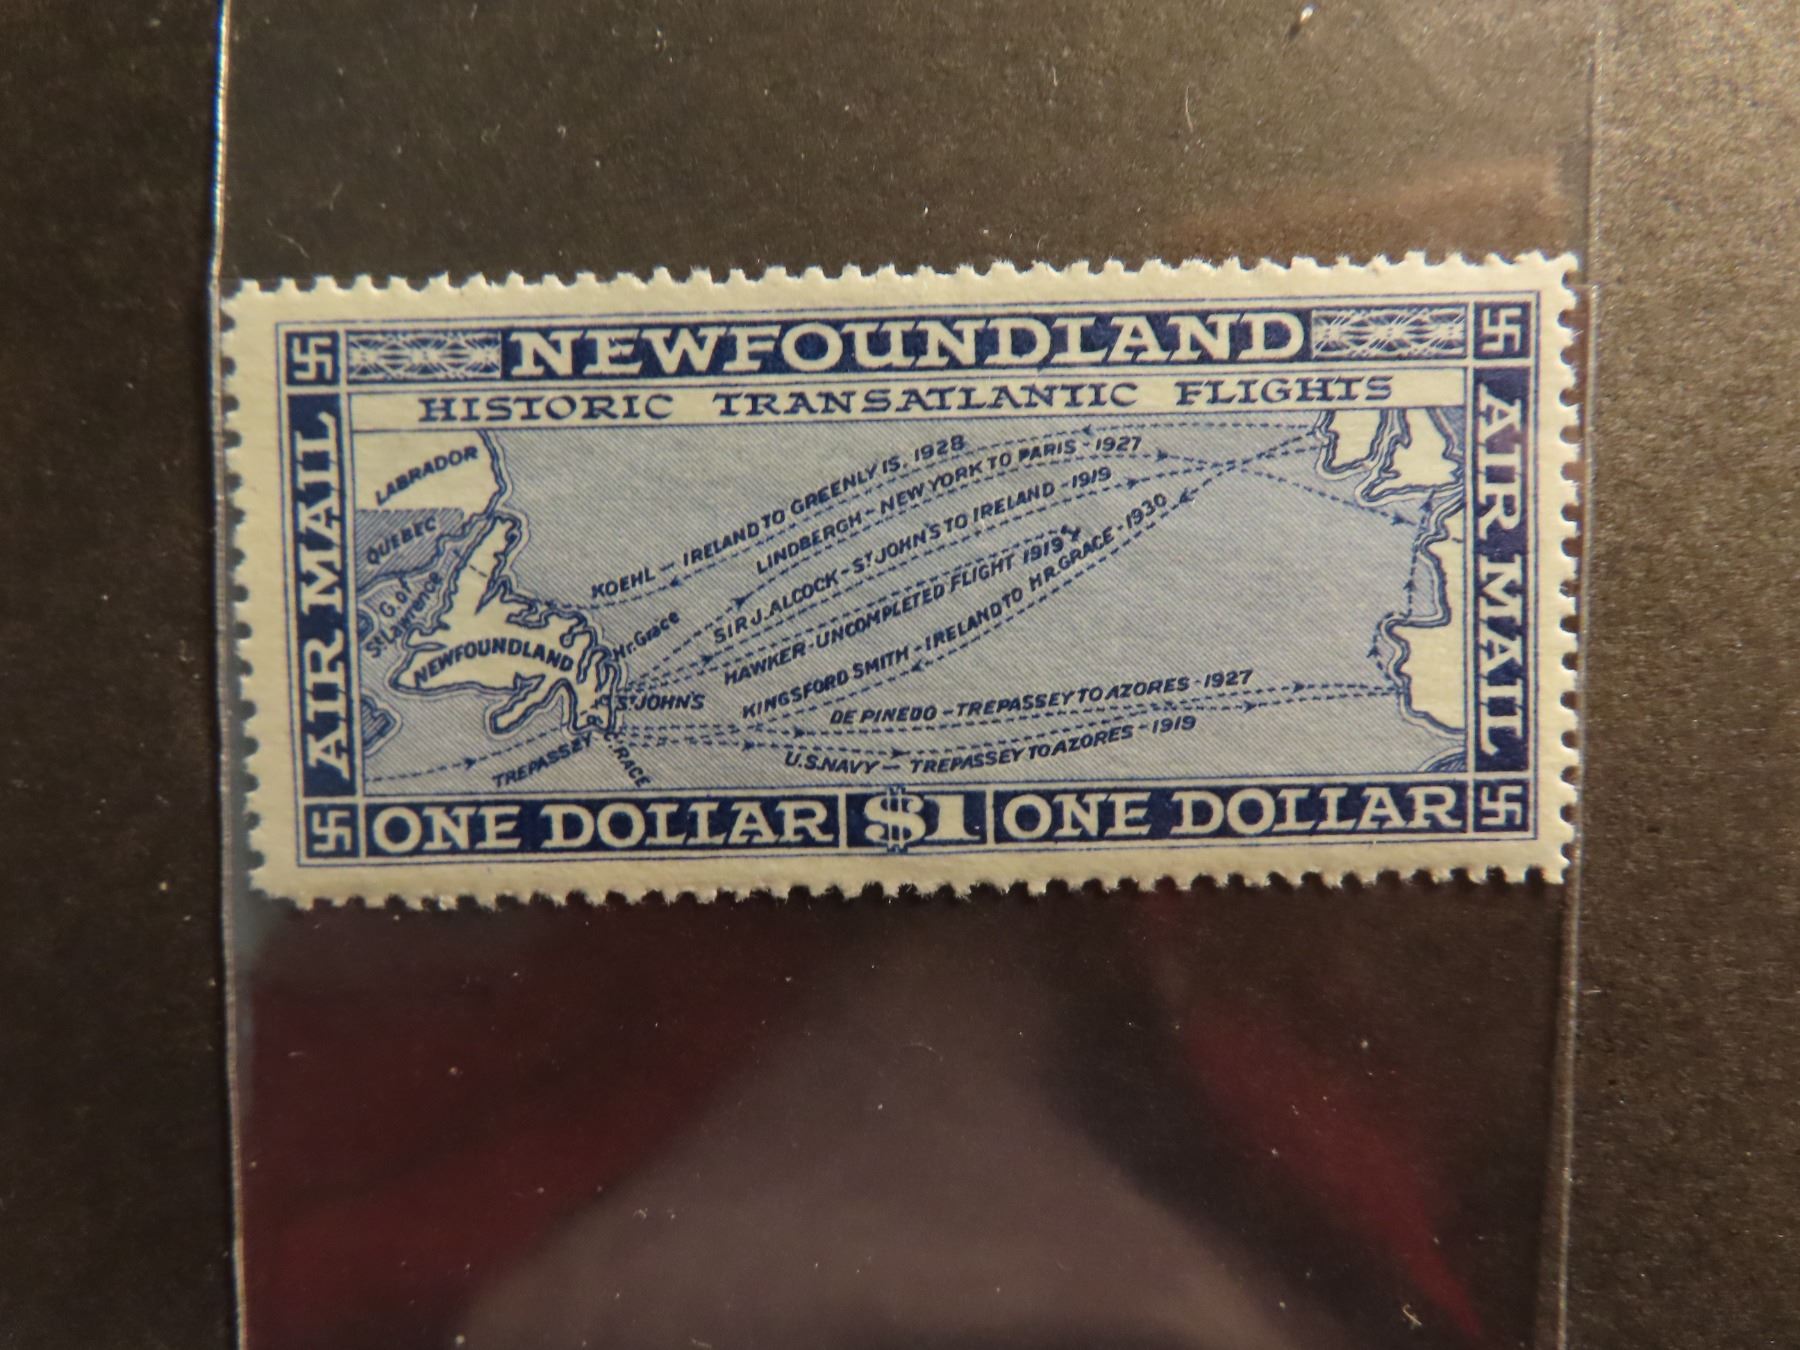 NEWFOUNDLAND
HISTORIC TRANSATLANTIC FLIGHTS
AIR MAIL
AIR MAIL
LABRADOR
QUEBEC
G. of
St. Lawrence
NEWFOUNDLAND
Hr. Grace
ST JOHN'S
TREPASSEY
C. RACE
KOEHL - IRELAND TO GREENLY IS. 1928
LINDBERGH - NEW YORK TO PARIS - 1927
SIR J. ALCOCK - ST JOHN'S TO IRELAND - 1919
HAWKER - UNCOMPLETED FLIGHT 1919
KINGSFORD SMITH - IRELAND TO HR. GRACE - 1930
DE PINEDO - TREPASSEY TO AZORES - 1927
U.S. NAVY - TREPASSEY TO AZORES - 1919
ONE DOLLAR $1 ONE DOLLAR